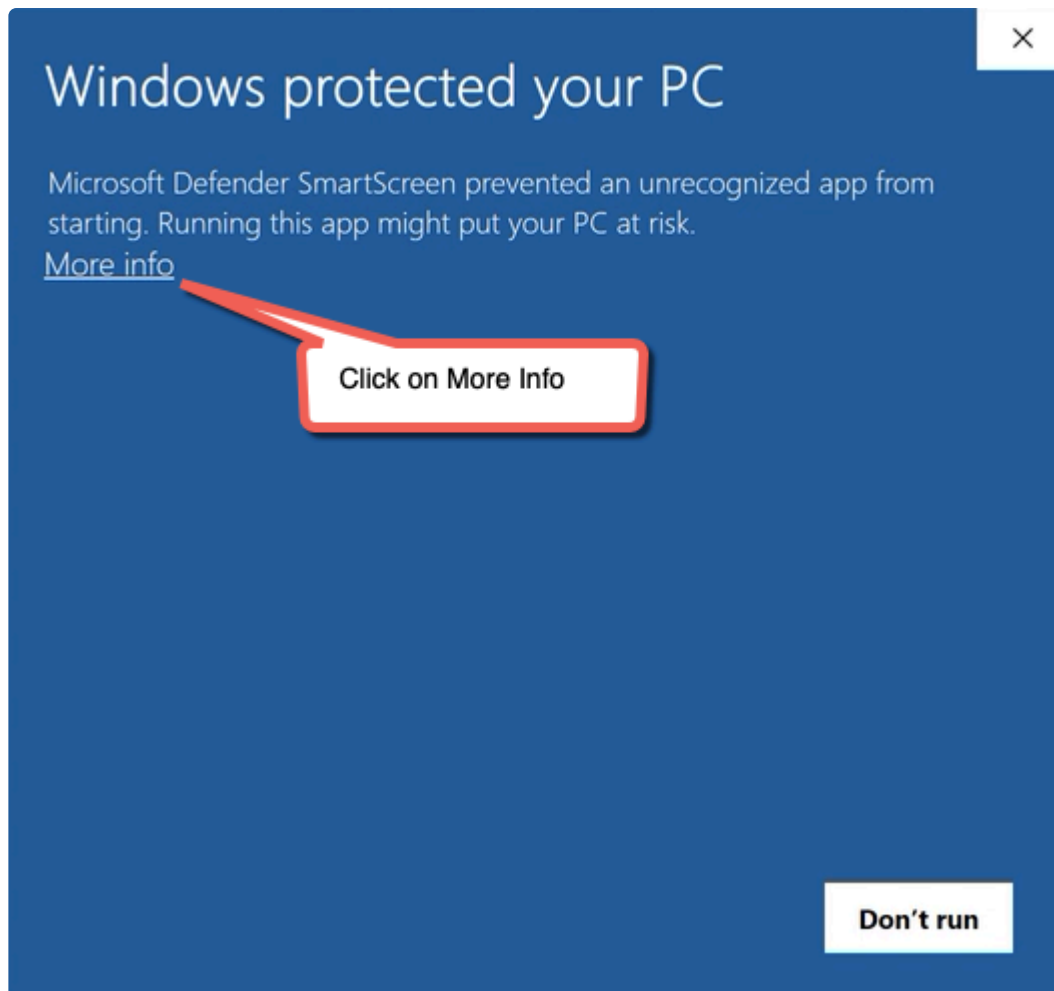 Windows protected your PC
Microsoft Defender SmartScreen prevented an unrecognized app from
starting. Running this app might put your PC at risk.
More info
Click on More Info
Don't run